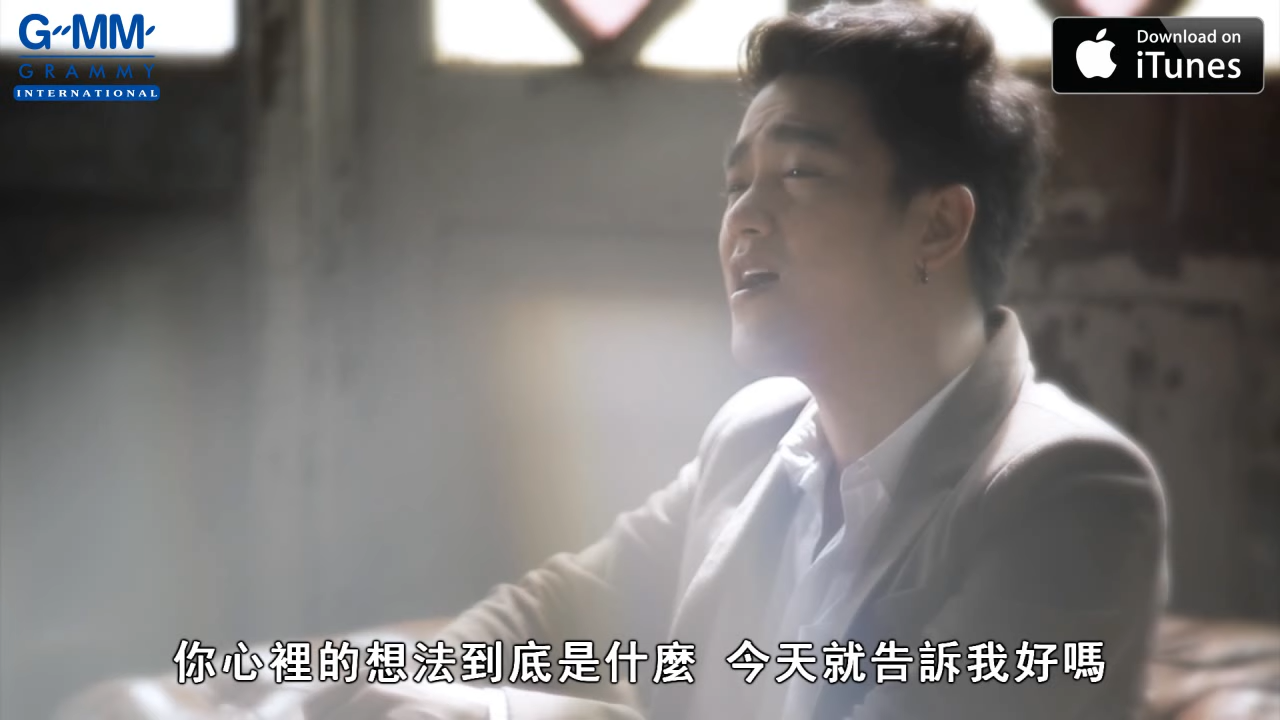 G-MM-
GRAMMY
INTERNATIONAL
Download on
iTunes
你心裡的想法到底是什麼 今天就告訴我好嗎